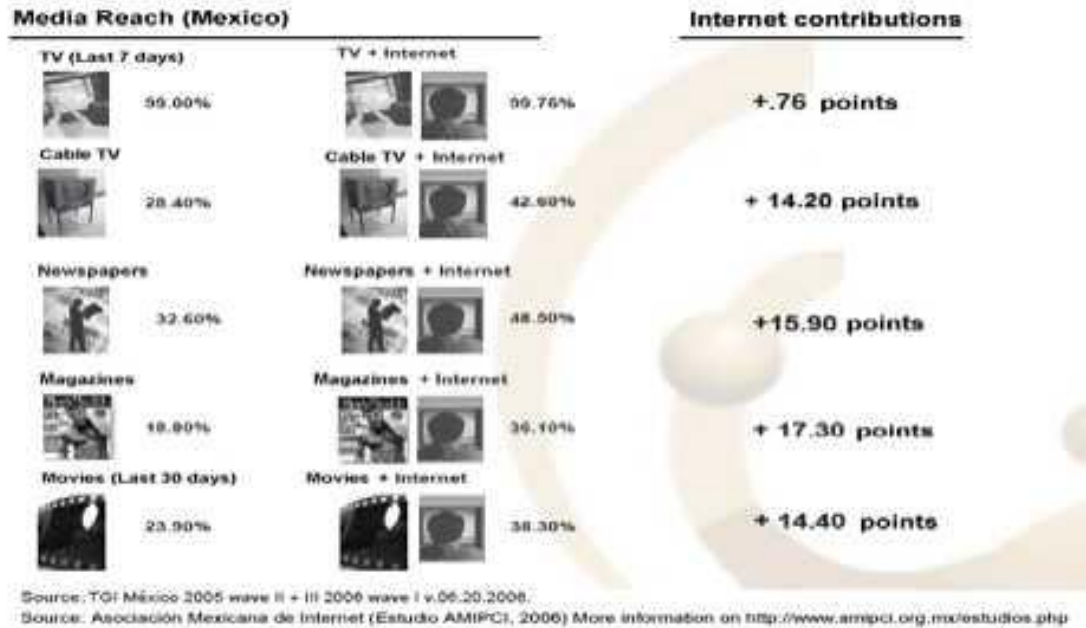 Media Reach (Mexico) Internet contributions
TV (Last 7 days) TV + Internet
99.00% 99.76% +.76 points
Cable TV Cable TV + Internet
28.40% 42.60% + 14.20 points
Newspapers Newspapers + Internet
32.60% 48.50% +15.90 points
Magazines Magazines + Internet
18.80% 36.10% + 17.30 points
Movies (Last 30 days) Movies + Internet
23.90% 38.30% + 14.40 points
Source: TGI México 2005 wave II + III 2006 wave I v.06.20.2006.
Source: Asociación Mexicana de Internet (Estudio AMIPCI, 2006) More information on http://www.amipci.org.mx/estudios.php